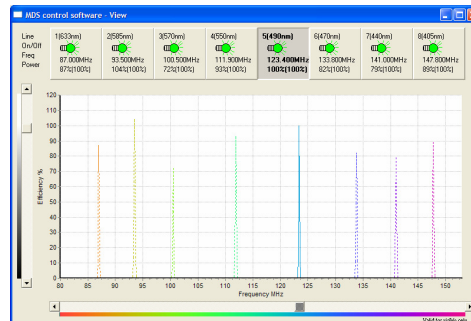 MDS control software - View
Line 1(633nm) 2(585nm) 3(570nm) 4(550nm) 5(490nm) 6(470nm) 7(440nm) 8(405nm)
On/Off
Freq 87.000MHz 93.500MHz 100.500MHz 111.900MHz 123.400MHz 133.800MHz 141.000MHz 147.800MHz
Power 87%(100%) 104%(100%) 72%(100%) 93%(100%) 100%(100%) 82%(100%) 79%(100%) 89%(100%)
120
110
100
90
80
70
60
50
40
30
20
10
0
Efficiency %
80 85 90 95 100 105 110 115 120 125 130 135 140 145 150
Frequency MHz